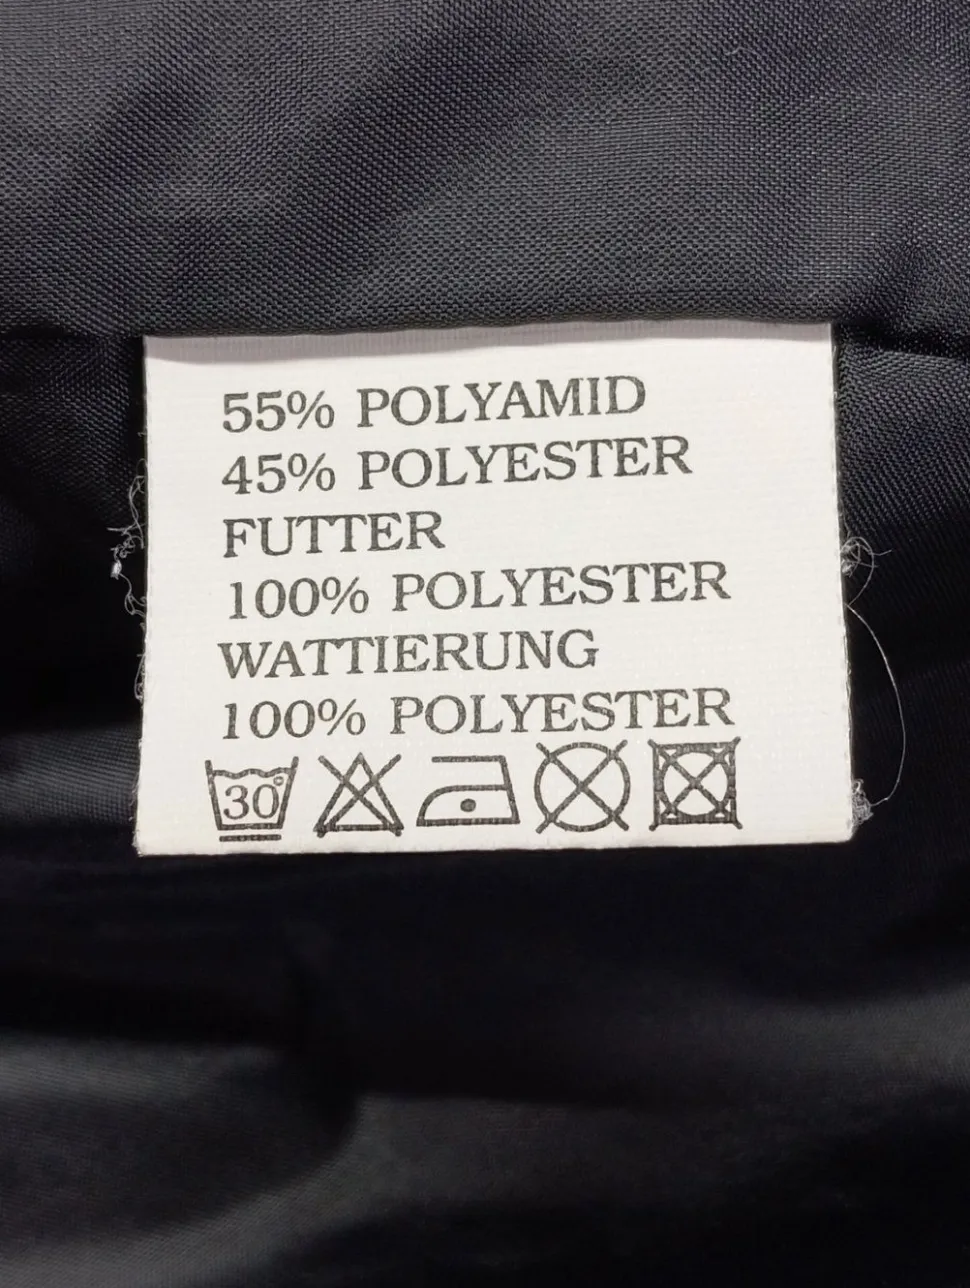 55% POLYAMID
45% POLYESTER
FUTTER
100% POLYESTER
WATTIERUNG
100% POLYESTER
30°